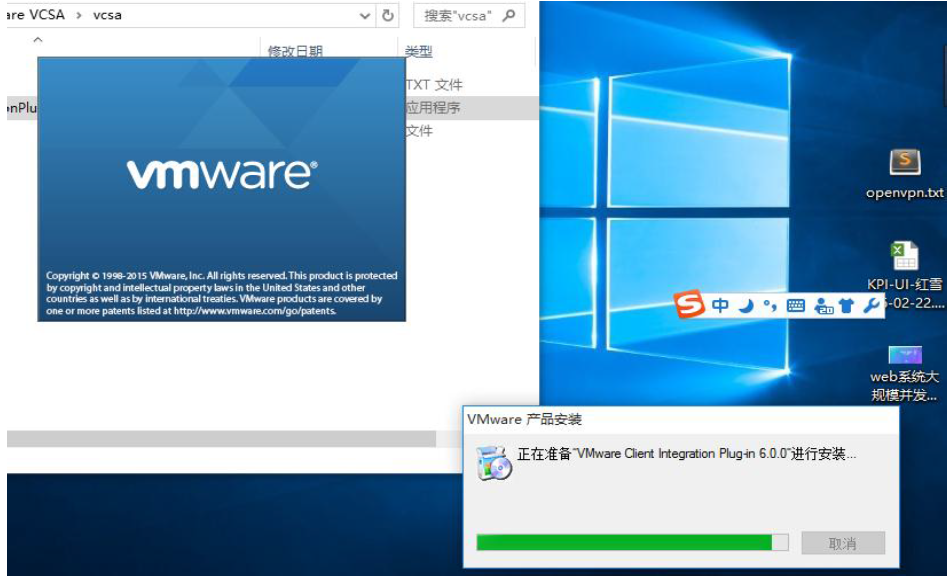 are VCSA › vcsa
搜索"vcsa"
修改日期
类型
TXT 文件
onPlu
应用程序
文件
vmware®
Copyright © 1998-2015 VMware, Inc. All rights reserved. This product is protected
by copyright and intellectual property laws in the United States and other
countries as well as by international treaties. VMware products are covered by
one or more patents listed at http://www.vmware.com/go/patents.
openvpn.txt
KPI-UI-红雪
5-02-22....
S 中
web系统大
规模并发...
VMware 产品安装
正在准备"VMware Client Integration Plug-in 6.0.0"进行安装...
取消